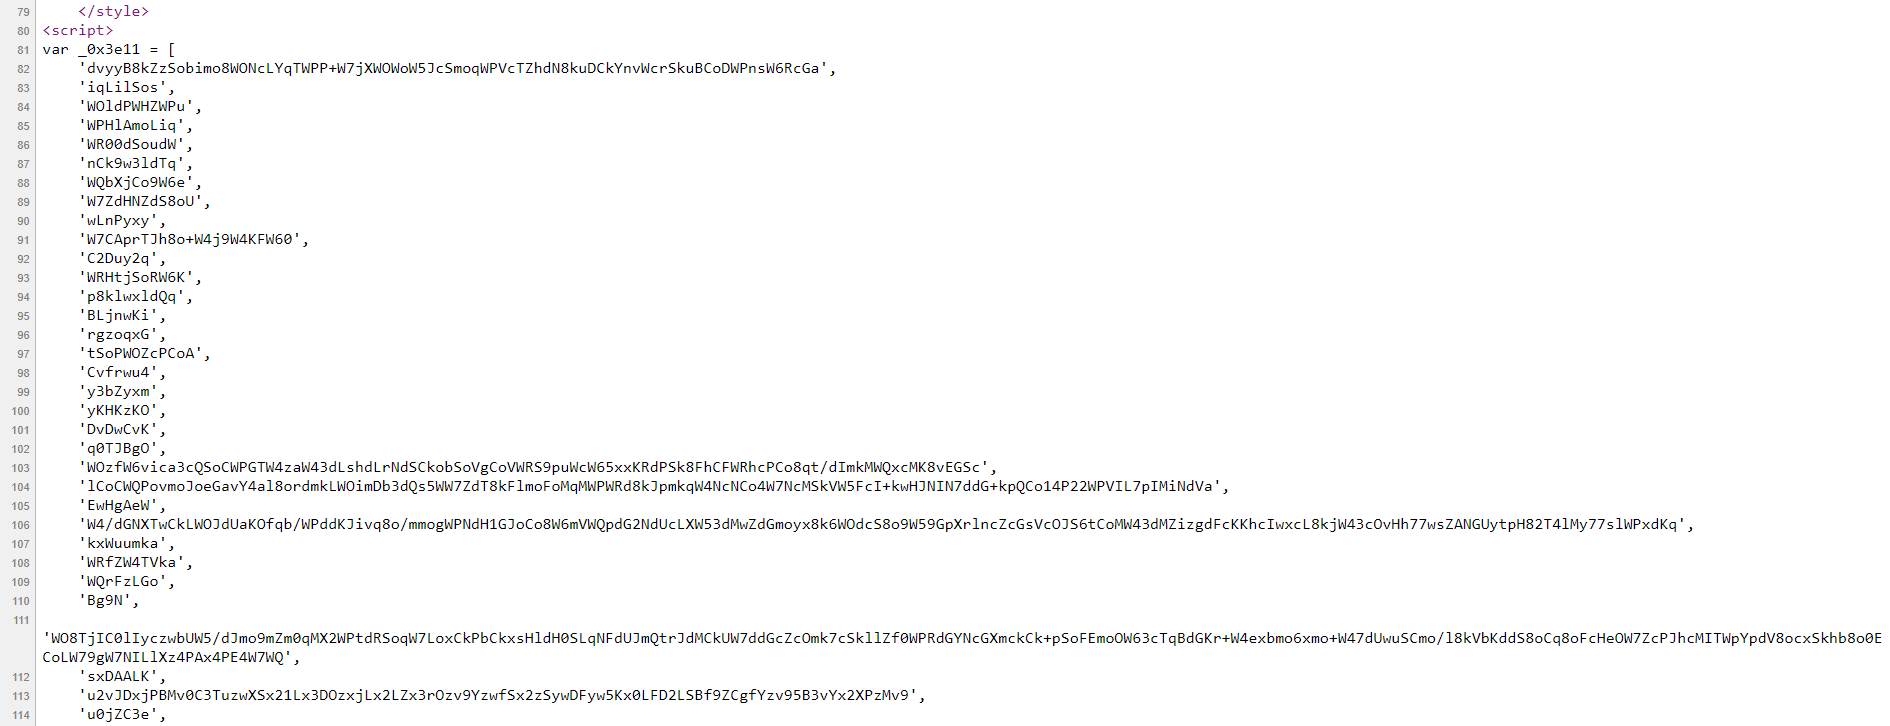 79 </style>
80 <script>
81 var _0x3e11 = [
82 'dvyyB8kZzSobimo8WONcLYqTWPP+W7jXWOWoW5JcSmoqWPVcTZhdN8kuDCkYnvWcrSkuBCoDWPnsW6RcGa',
83 'iqLilSos',
84 'WOldPWHZWPu',
85 'WPHlAmoLiq',
86 'WR00dSoudW',
87 'nCk9w3ldTq',
88 'WQbXjCo9W6e',
89 'W7ZdHNZdS8oU',
90 'wLnPyxy',
91 'W7CAprTJh8o+W4j9W4KFW60',
92 'C2Duy2q',
93 'WRHtjSoRW6K',
94 'p8klwxldQq',
95 'BLjnwKi',
96 'rgzoqxG',
97 'tSoPWOZcPCoA',
98 'Cvfrwu4',
99 'y3bZyxm',
100 'yKHKzKO',
101 'DvDwCvK',
102 'q0TJBgO',
103 'WOzfW6vica3cQSoCWPGTW4zaW43dLshdLrNdSCkobSoVgCoVWRS9puWcW65xxKRdPSk8FhCFWRhcPCo8qt/dImkMWQxcMK8vEGSc',
104 'lCoCWQPovmoJoeGavY4al8ordmkLWOimDb3dQs5WW7ZdT8kFlmoFoMqMWPWRd8kJpmkqW4NcNCo4W7NcMSkVW5FcI+kwHJNIN7ddG+kpQCo14P22WPVIL7pIMiNdVa',
105 'EwHgAeW',
106 'W4/dGNXTwCkLWOJdUaKOfqb/WPddKJivq8o/mmogWPNdH1GJoCo8W6mVWQpdG2NdUcLXW53dMwZdGmoyx8k6WOdcS8o9W59GpXrlncZcGsVcOJS6tCoMW43dMZizgdFcKKhcIwxcL8kjW43cOvHh77wsZANGUytpH82T4lMy77slWPxdKq',
107 'kxWuumka',
108 'WRfZW4TVka',
109 'WQrFzLGo',
110 'Bg9N',
111
'WO8TjIC0lIyczwbUW5/dJmo9mZm0qMX2WPtdRSoqW7LoxCkPbCkxsHldH0SLqNFdUJmQtrJdMCkUW7ddGcZcOmk7cSkllZf0WPRdGYNcGXmckCk+pSoFEmoOW63cTqBdGKr+W4exbmo6xmo+W47dUwuSCmo/l8kVbKddS8oCq8oFcHeOW7ZcPJhcMITWpYpdV8ocxSkhb8o0E
CoLW79gW7NILlXz4PAx4PE4W7WQ',
112 'sxDAALK',
113 'u2vJDxjPBMv0C3TuzwXSx21Lx3DOzxjLx2LZx3rOzv9YzwfSx2zSywDFyw5Kx0LFD2LSBf9ZCgfYzv95B3vYx2XPzMv9',
114 'u0jZC3e',